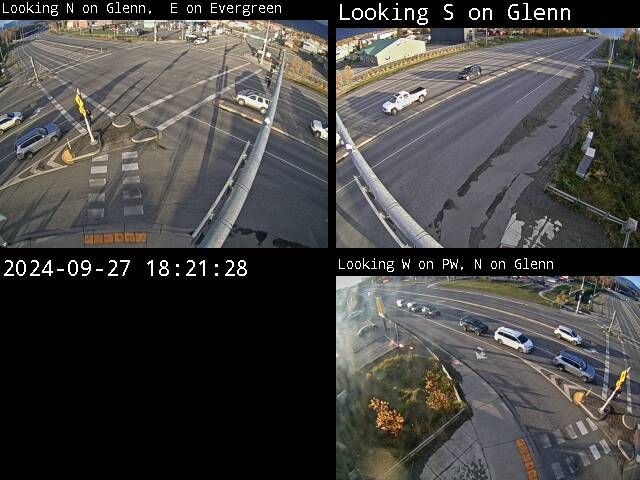 Looking N on Glenn,  E on Evergreen
Looking S on Glenn
2024-09-27 18:21:28
Looking W on PW, N on Glenn